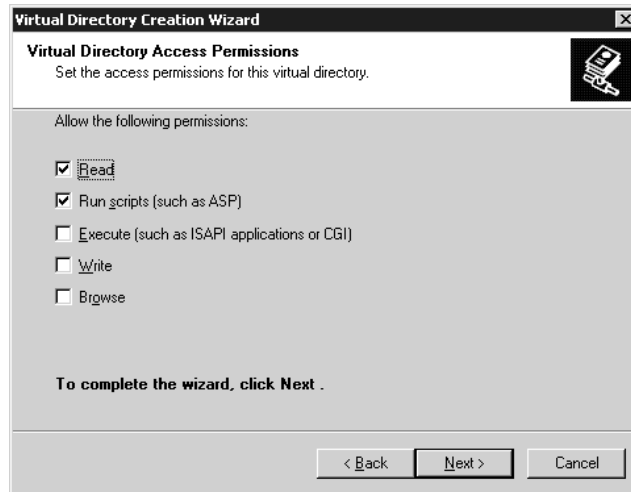 Virtual Directory Creation Wizard
Virtual Directory Access Permissions
Set the access permissions for this virtual directory.
Allow the following permissions:
Read
Run scripts (such as ASP)
Execute (such as ISAPI applications or CGI)
Write
Browse
To complete the wizard, click Next .
< Back Next > Cancel